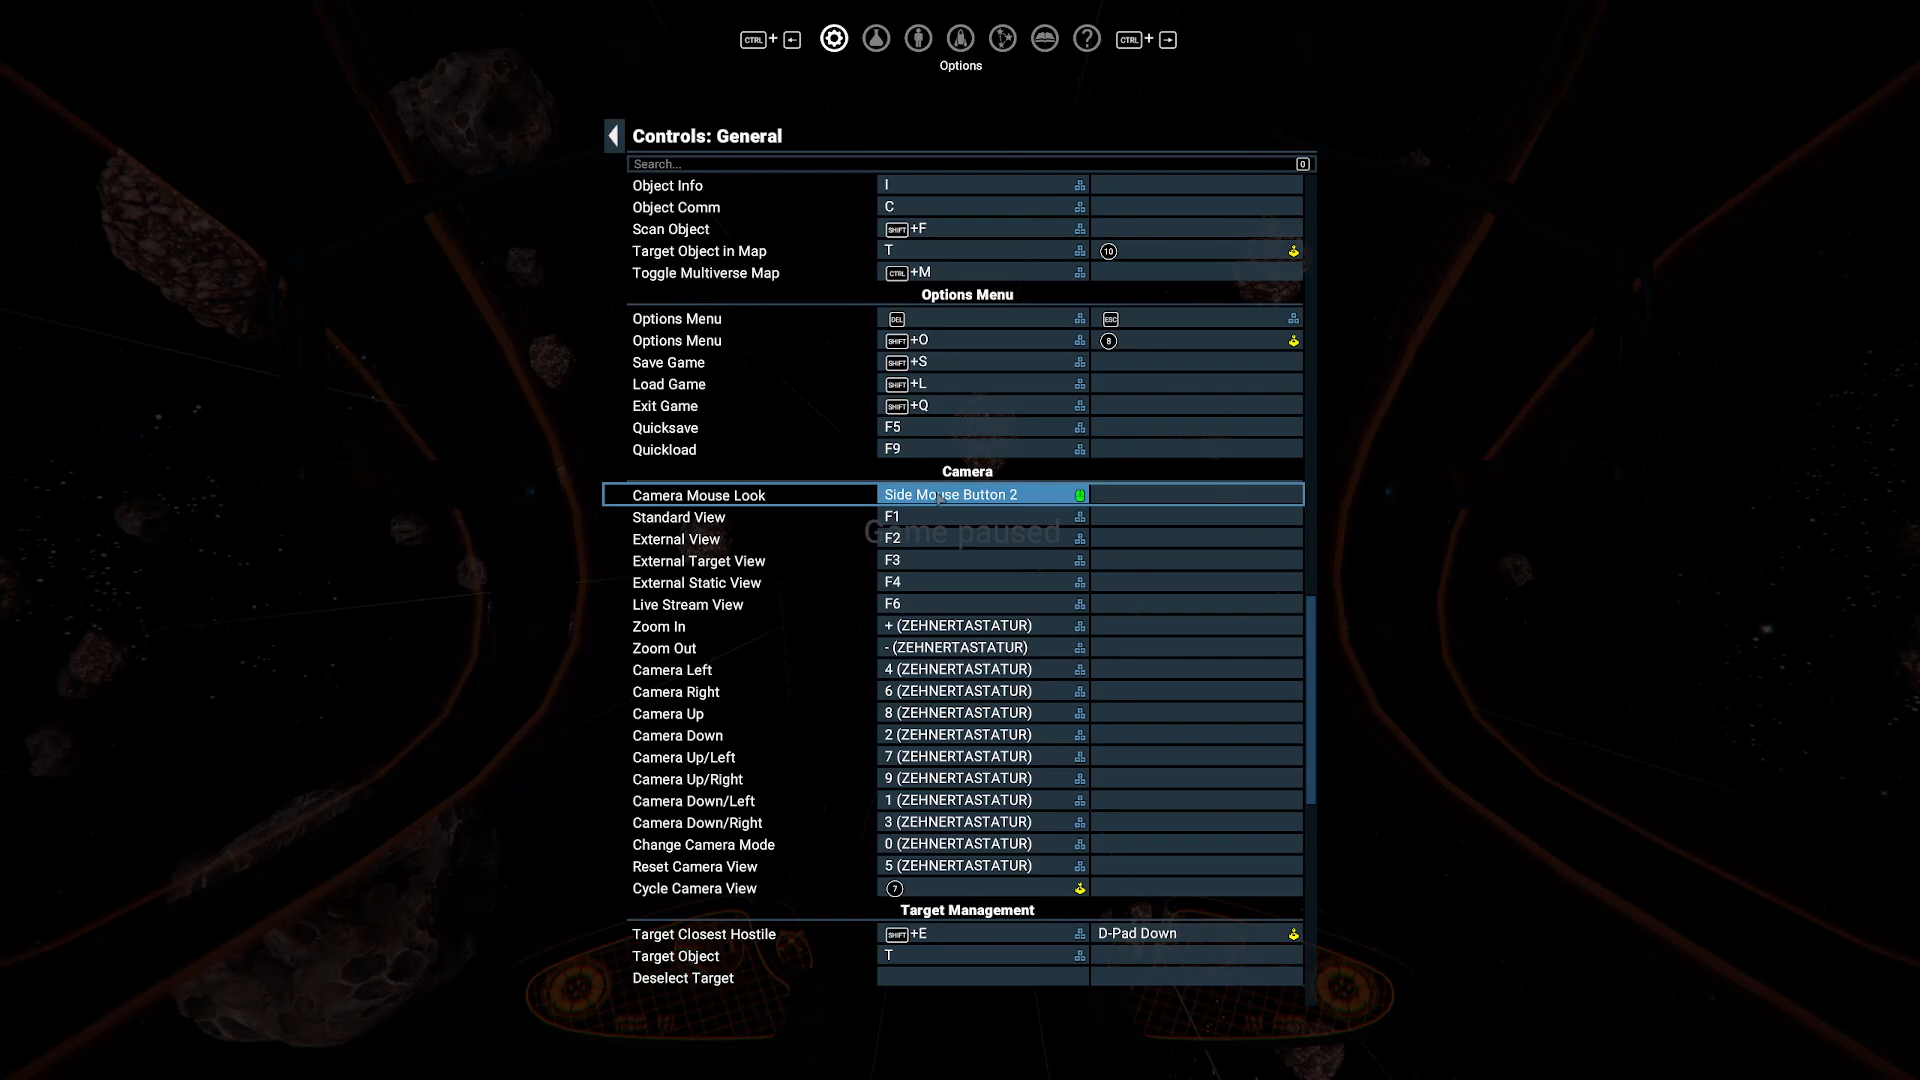 CTRL + ← CTRL + →
Options
Controls: General
Search... 0
Object Info I
Object Comm C
Scan Object SHIFT +F
Target Object in Map T 10
Toggle Multiverse Map CTRL +M
Options Menu
Options Menu DEL ESC
Options Menu SHIFT +O 8
Save Game SHIFT +S
Load Game SHIFT +L
Exit Game SHIFT +Q
Quicksave F5
Quickload F9
Camera
Camera Mouse Look Side Mouse Button 2
Standard View F1
Game paused
External View F2
External Target View F3
External Static View F4
Live Stream View F6
Zoom In + (ZEHNERTASTATUR)
Zoom Out - (ZEHNERTASTATUR)
Camera Left 4 (ZEHNERTASTATUR)
Camera Right 6 (ZEHNERTASTATUR)
Camera Up 8 (ZEHNERTASTATUR)
Camera Down 2 (ZEHNERTASTATUR)
Camera Up/Left 7 (ZEHNERTASTATUR)
Camera Up/Right 9 (ZEHNERTASTATUR)
Camera Down/Left 1 (ZEHNERTASTATUR)
Camera Down/Right 3 (ZEHNERTASTATUR)
Change Camera Mode 0 (ZEHNERTASTATUR)
Reset Camera View 5 (ZEHNERTASTATUR)
Cycle Camera View 7
Target Management
Target Closest Hostile SHIFT +E D-Pad Down
Target Object T
Deselect Target